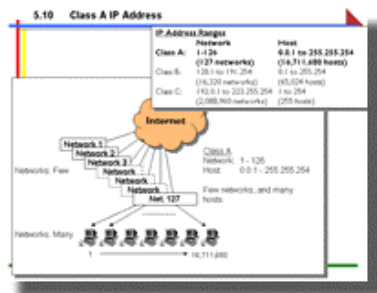 5.10 Class A IP Address
IP Address Ranges
Network Host
Class A: 1-126 0.0.1 to 255.255.254
(127 networks) (16,711,680 hosts)
Class B: 128.1 to 191.254 0.1 to 255.254
(16,320 networks) (65,024 hosts)
Class C: 192.0.1 to 223.255.254 1 to 254
(2,088,960 networks) (255 hosts)
Internet
Network 1
Network 2
Network 3
Network
Network
Network
Net. 127
Class A
Network: 1 - 126
Host: 0.0.1 - 255.255.254
Few networks, and many
hosts.
Networks: Few
Networks: Many
1 16,711,680